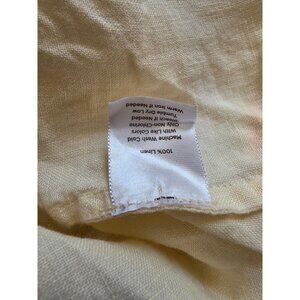 100% Linen
Machine Wash Cold
With Like Colors
Only Non-Chlorine
Bleach If Needed
Tumble Dry Low
Warm Iron If Needed